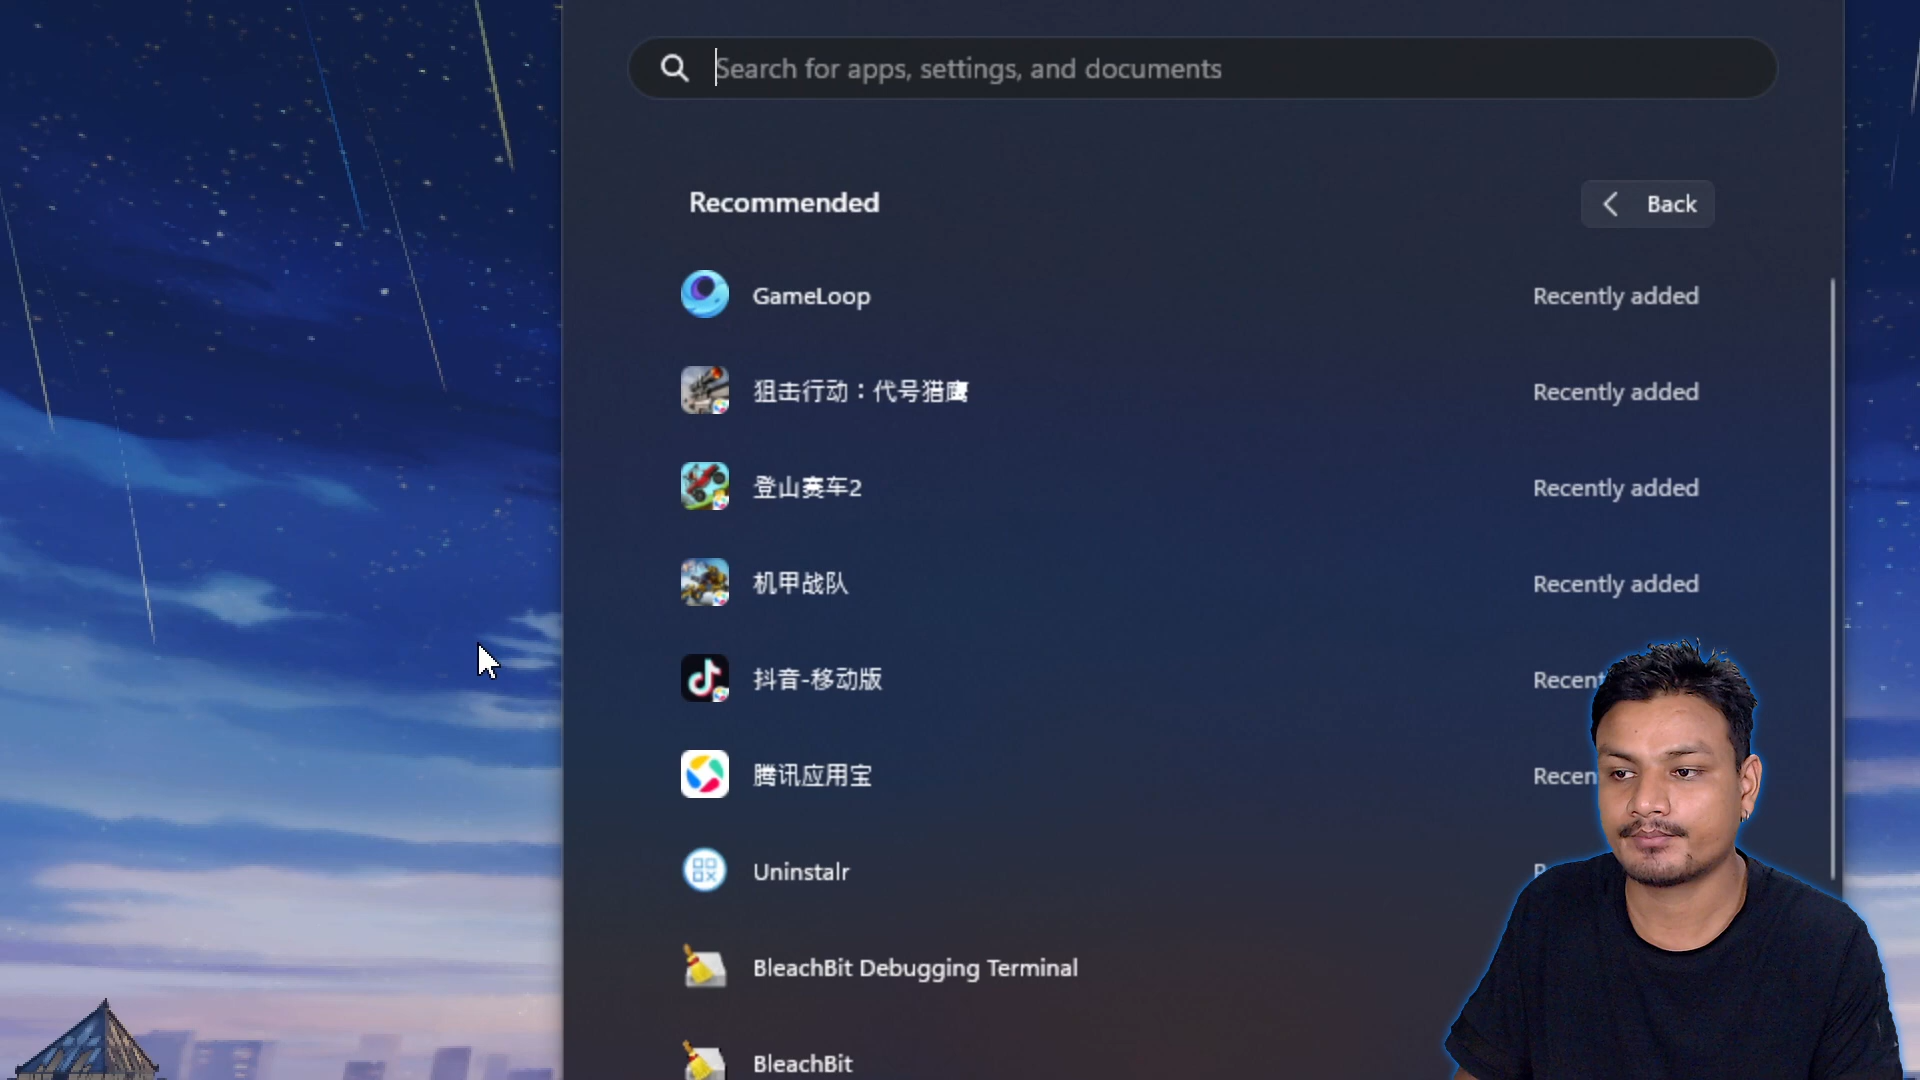 Search for apps, settings, and documents
Recommended
Back
GameLoop
Recently added
狙击行动：代号猎鹰
Recently added
登山赛车2
Recently added
机甲战队
Recently added
抖音-移动版
Recent
腾讯应用宝
Recen
Uninstalr
BleachBit Debugging Terminal
BleachBit